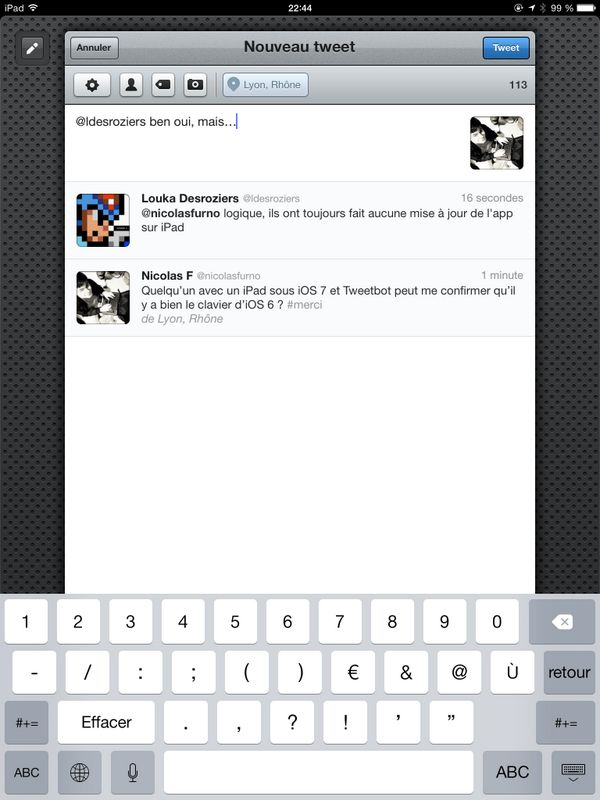 iPad 22:44 99 %
Annuler Nouveau tweet Tweet
Lyon, Rhône 113
@ldesroziers ben oui, mais…
Louka Desroziers @ldesroziers 16 secondes
@nicolasfurno logique, ils ont toujours fait aucune mise à jour de l'app
sur iPad
Nicolas F @nicolasfurno 1 minute
Quelqu'un avec un iPad sous iOS 7 et Tweetbot peut me confirmer qu'il
y a bien le clavier d'iOS 6 ? #merci
de Lyon, Rhône
1 2 3 4 5 6 7 8 9 0
- / : ; ( ) € & @ Ù retour
#+= Effacer . , ? ! ’ ” #+=
ABC ABC